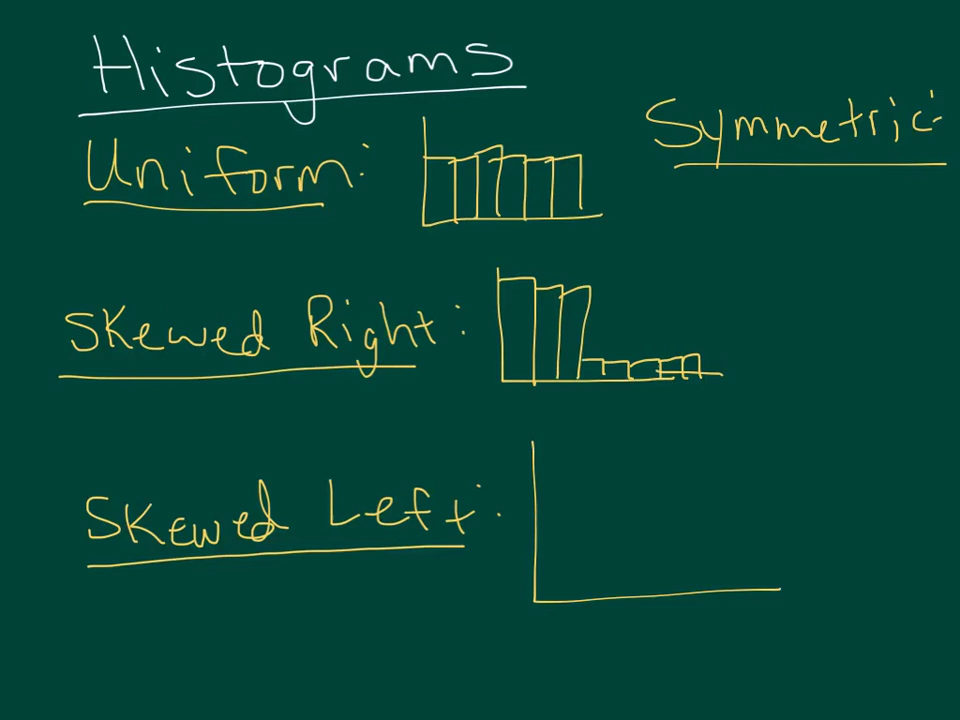 Histograms
Uniform:
Symmetric:
Skewed Right:
Skewed Left: